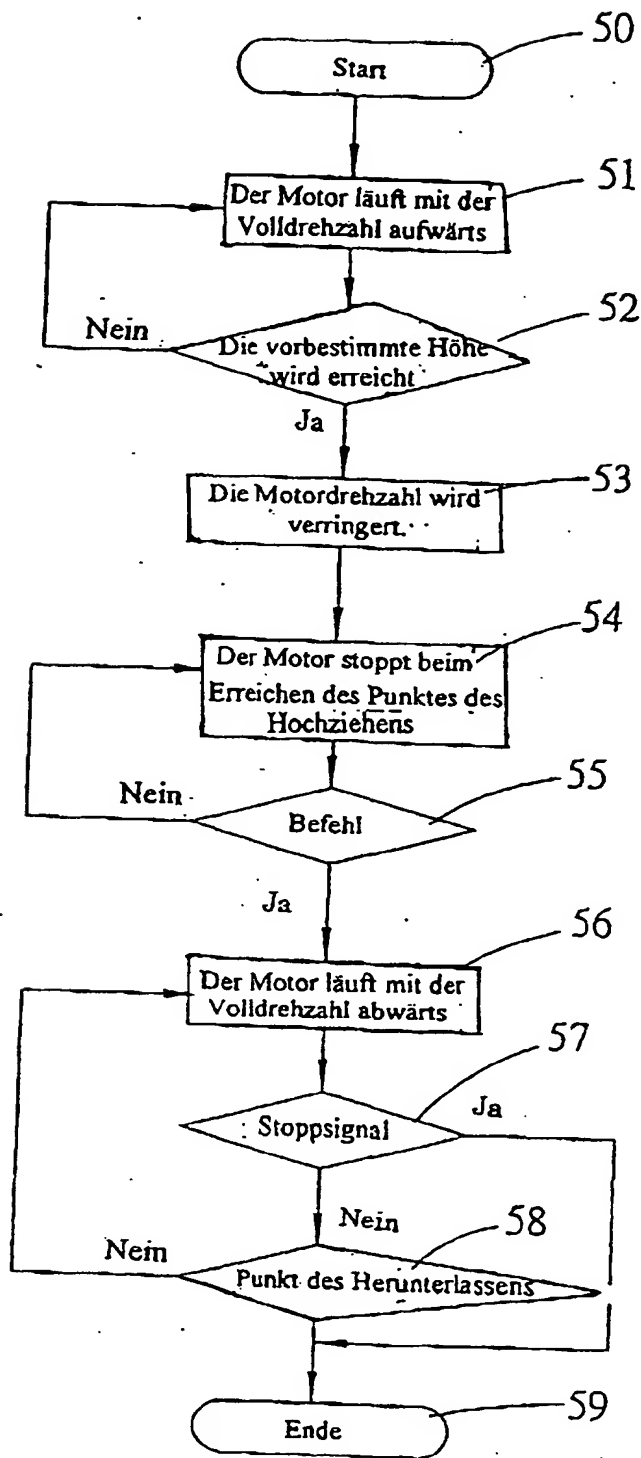 50
Start
51
Der Motor läuft mit der
Volldrehzahl aufwärts
52
Nein
Die vorbestimmte Höhe
wird erreicht
Ja
53
Die Motordrehzahl wird
verringert.
54
Der Motor stoppt beim
Erreichen des Punktes des
Hochziehens
55
Nein
Befehl
Ja
56
Der Motor läuft mit der
Volldrehzahl abwärts
57
Ja
Stoppsignal
Nein
58
Nein
Punkt des Herunterlassens
59
Ende